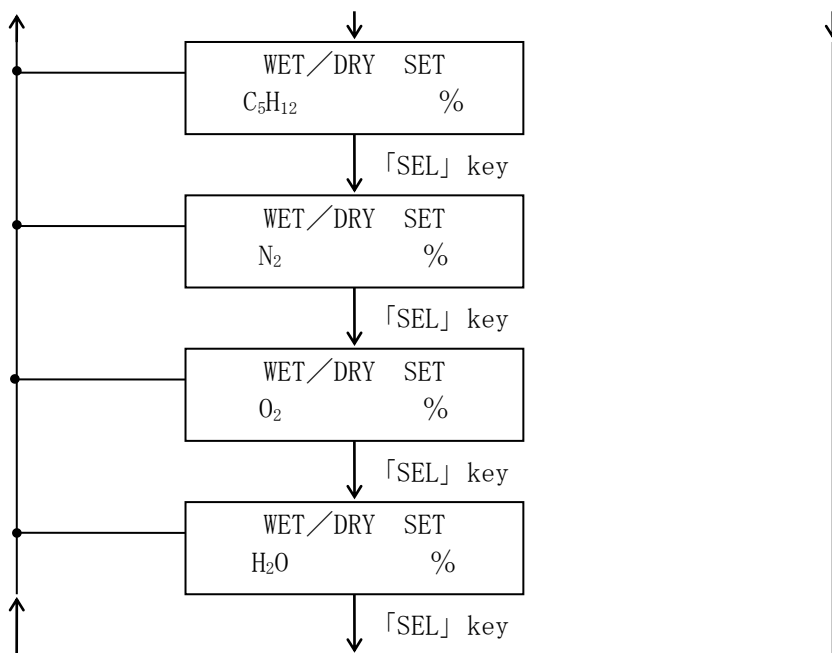 WET／DRY　SET
C₅H₁₂　%
「SEL」 key
WET／DRY　SET
N₂　%
「SEL」 key
WET／DRY　SET
O₂　%
「SEL」 key
WET／DRY　SET
H₂O　%
「SEL」 key